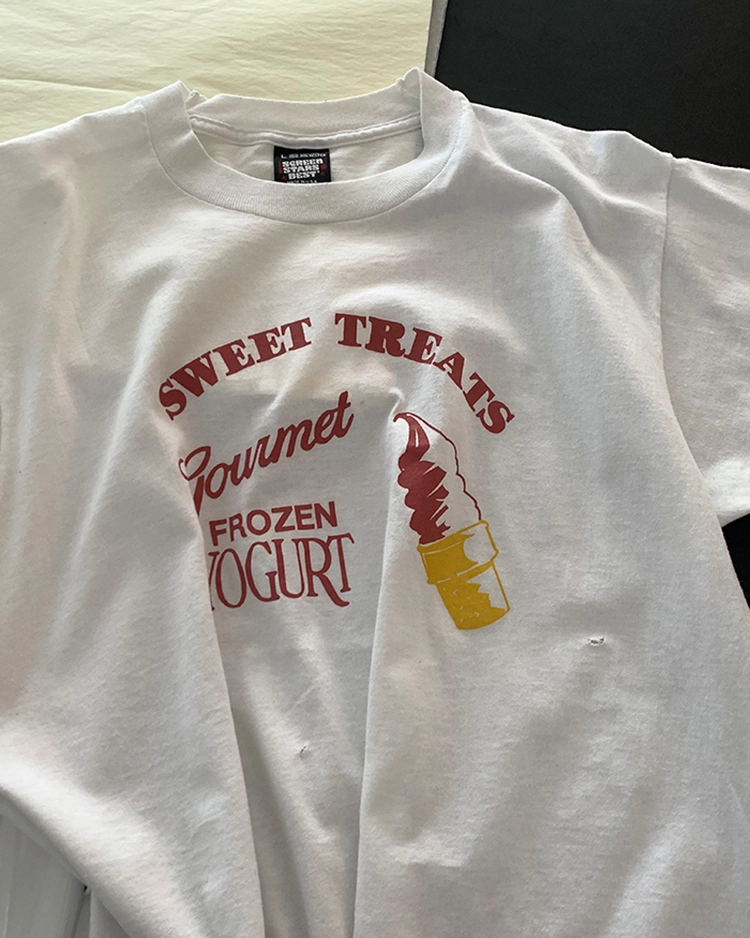 SCREEN
STARS
BEST
SWEET TREATS
Gourmet
FROZEN
YOGURT